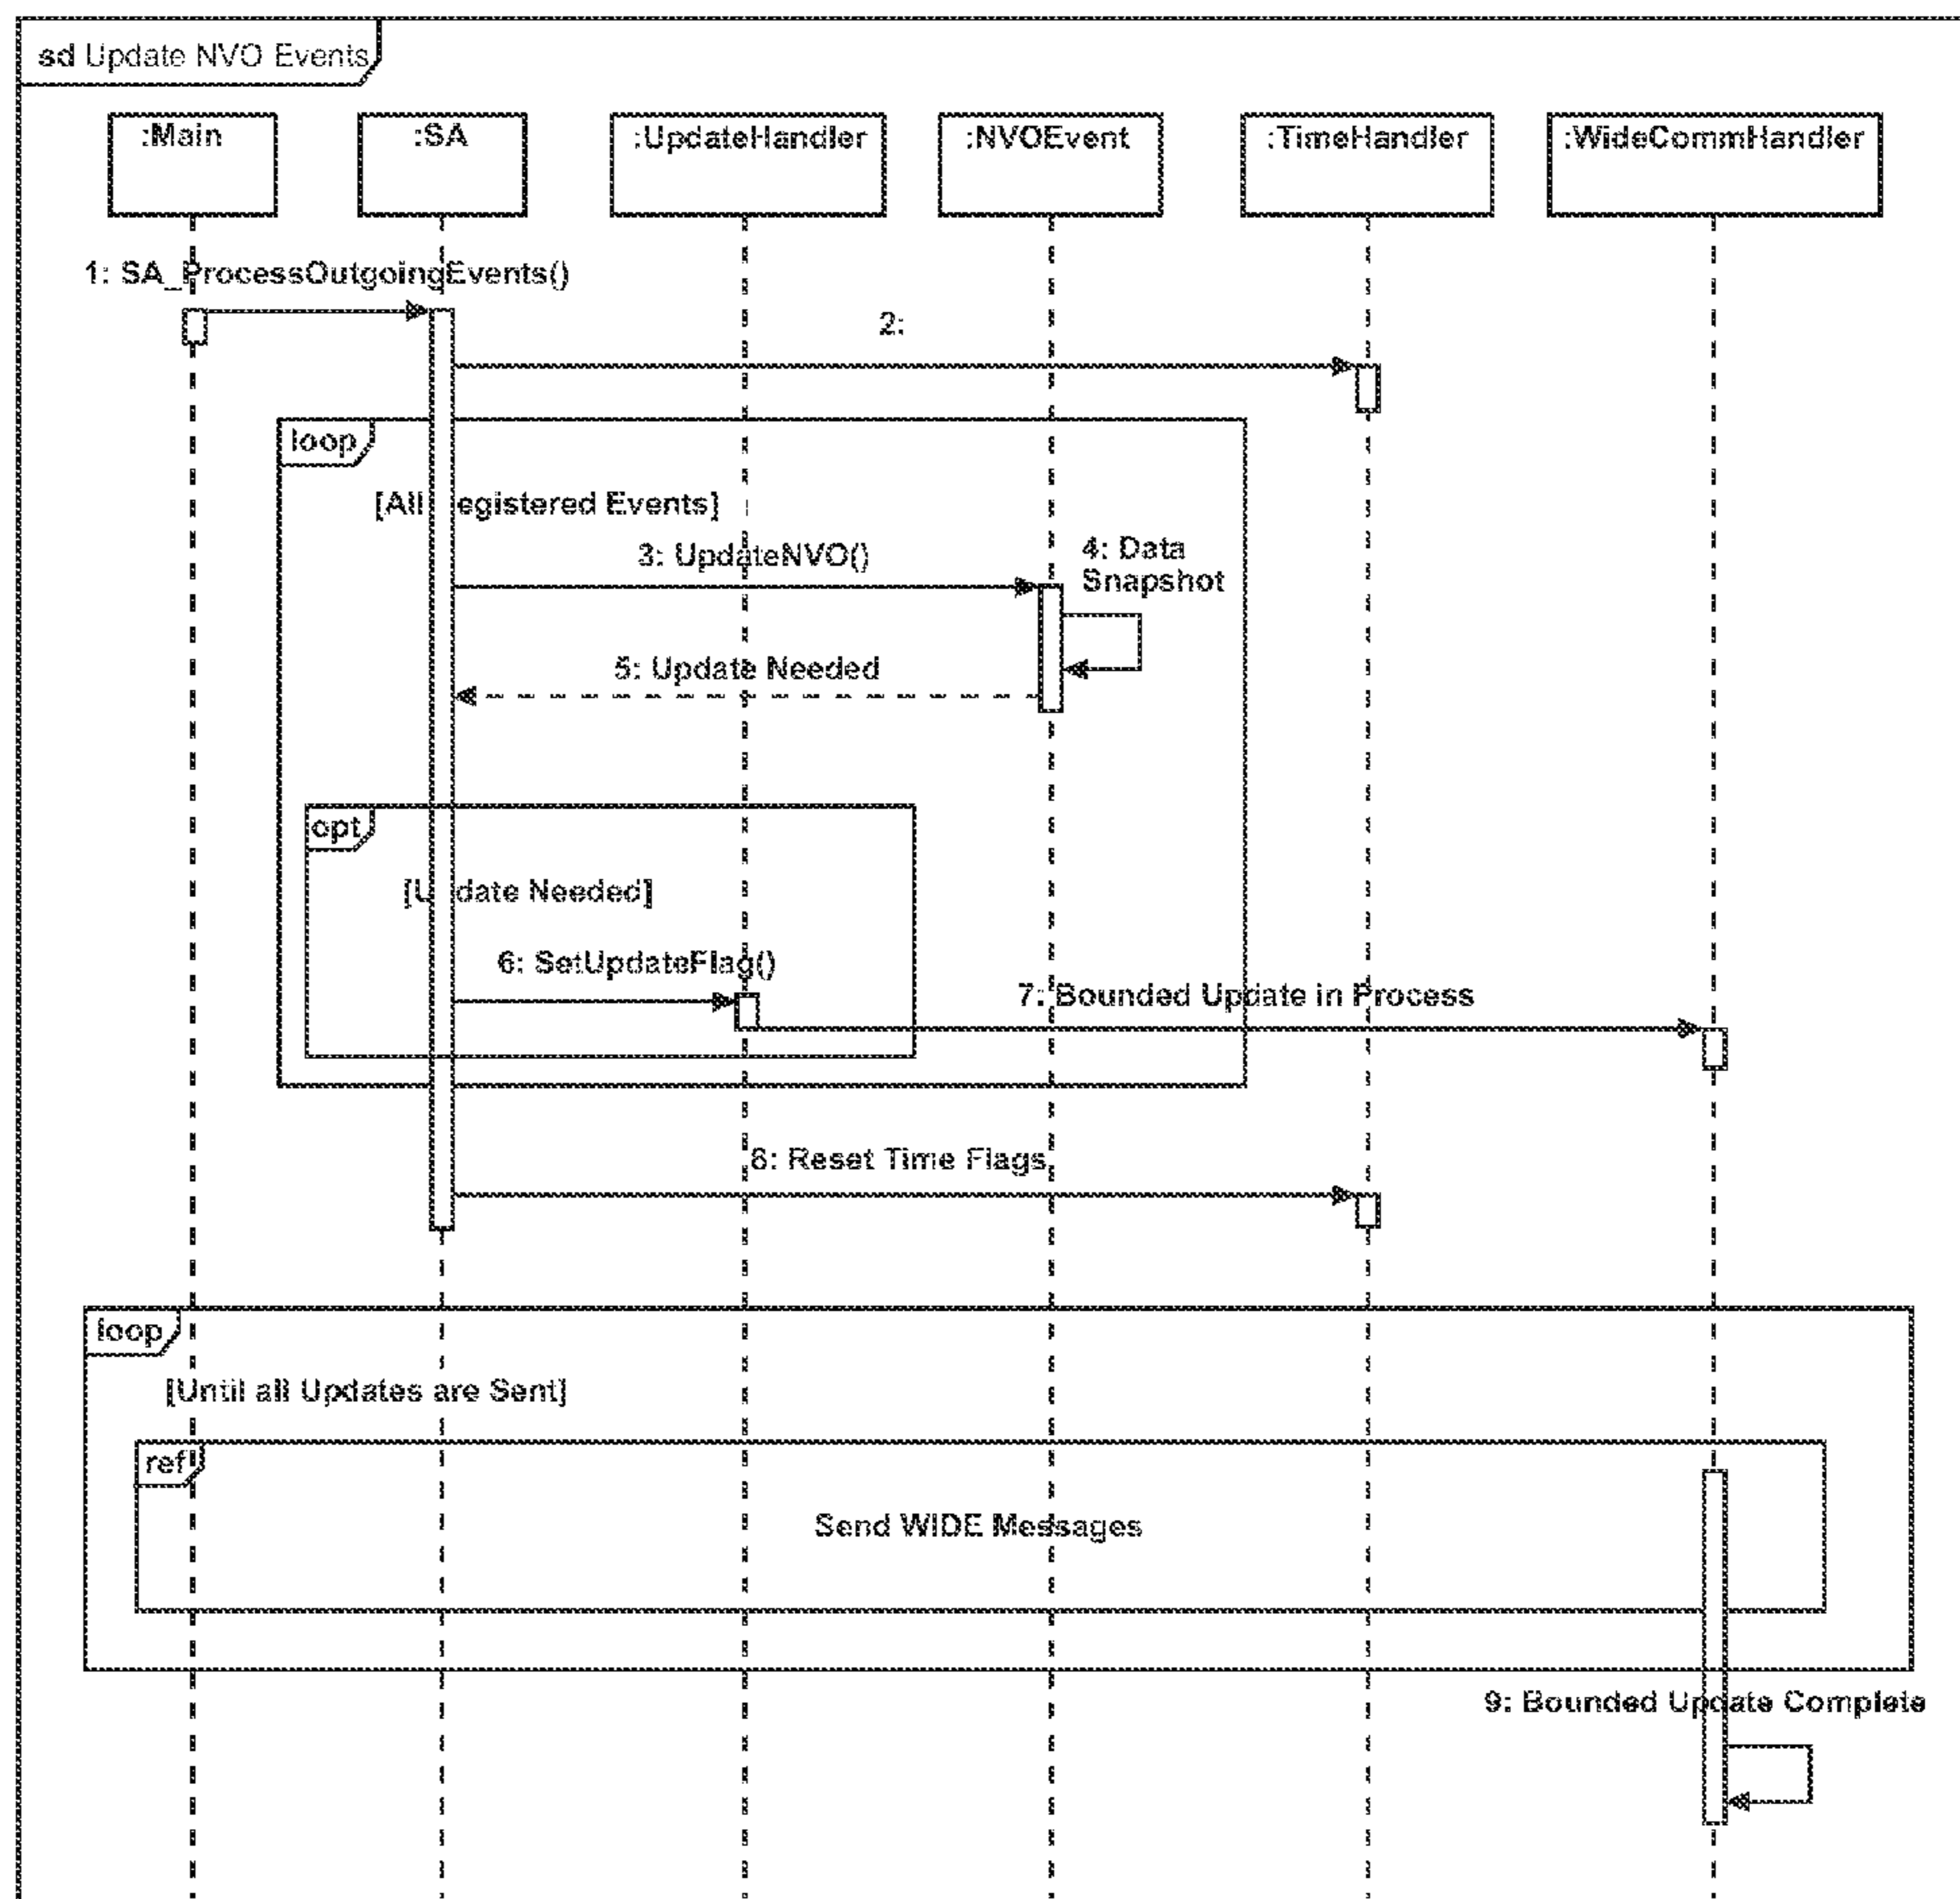 sd Update NVO Events
:Main
:SA
:UpdateHandler
:NVOEvent
:TimeHandler
:WideCommHandler
1: SA_ProcessOutgoingEvents()
2:
loop
[All Registered Events]
3: UpdateNVO()
4: Data
Snapshot
5: Update Needed
opt
[Update Needed]
6: SetUpdateFlag()
7: Bounded Update in Process
8: Reset Time Flags
loop
[Until all Updates are Sent]
ref
Send WIDE Messages
9: Bounded Update Complete